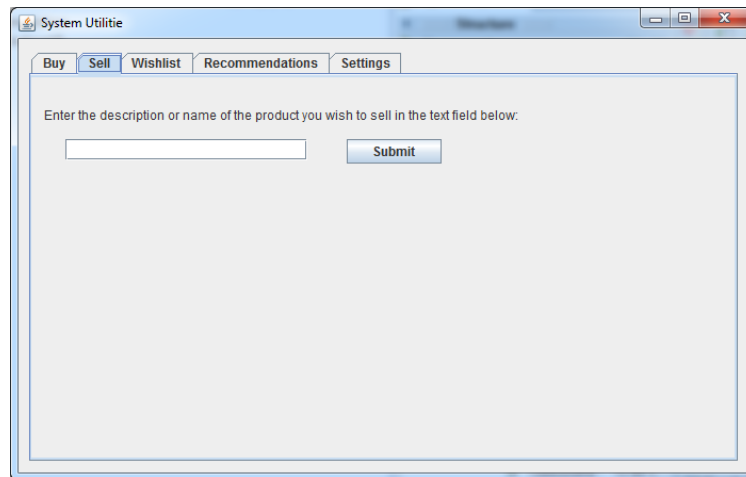 System Utilitie
Structure
Buy Sell Wishlist Recommendations Settings
Enter the description or name of the product you wish to sell in the text field below:
Submit